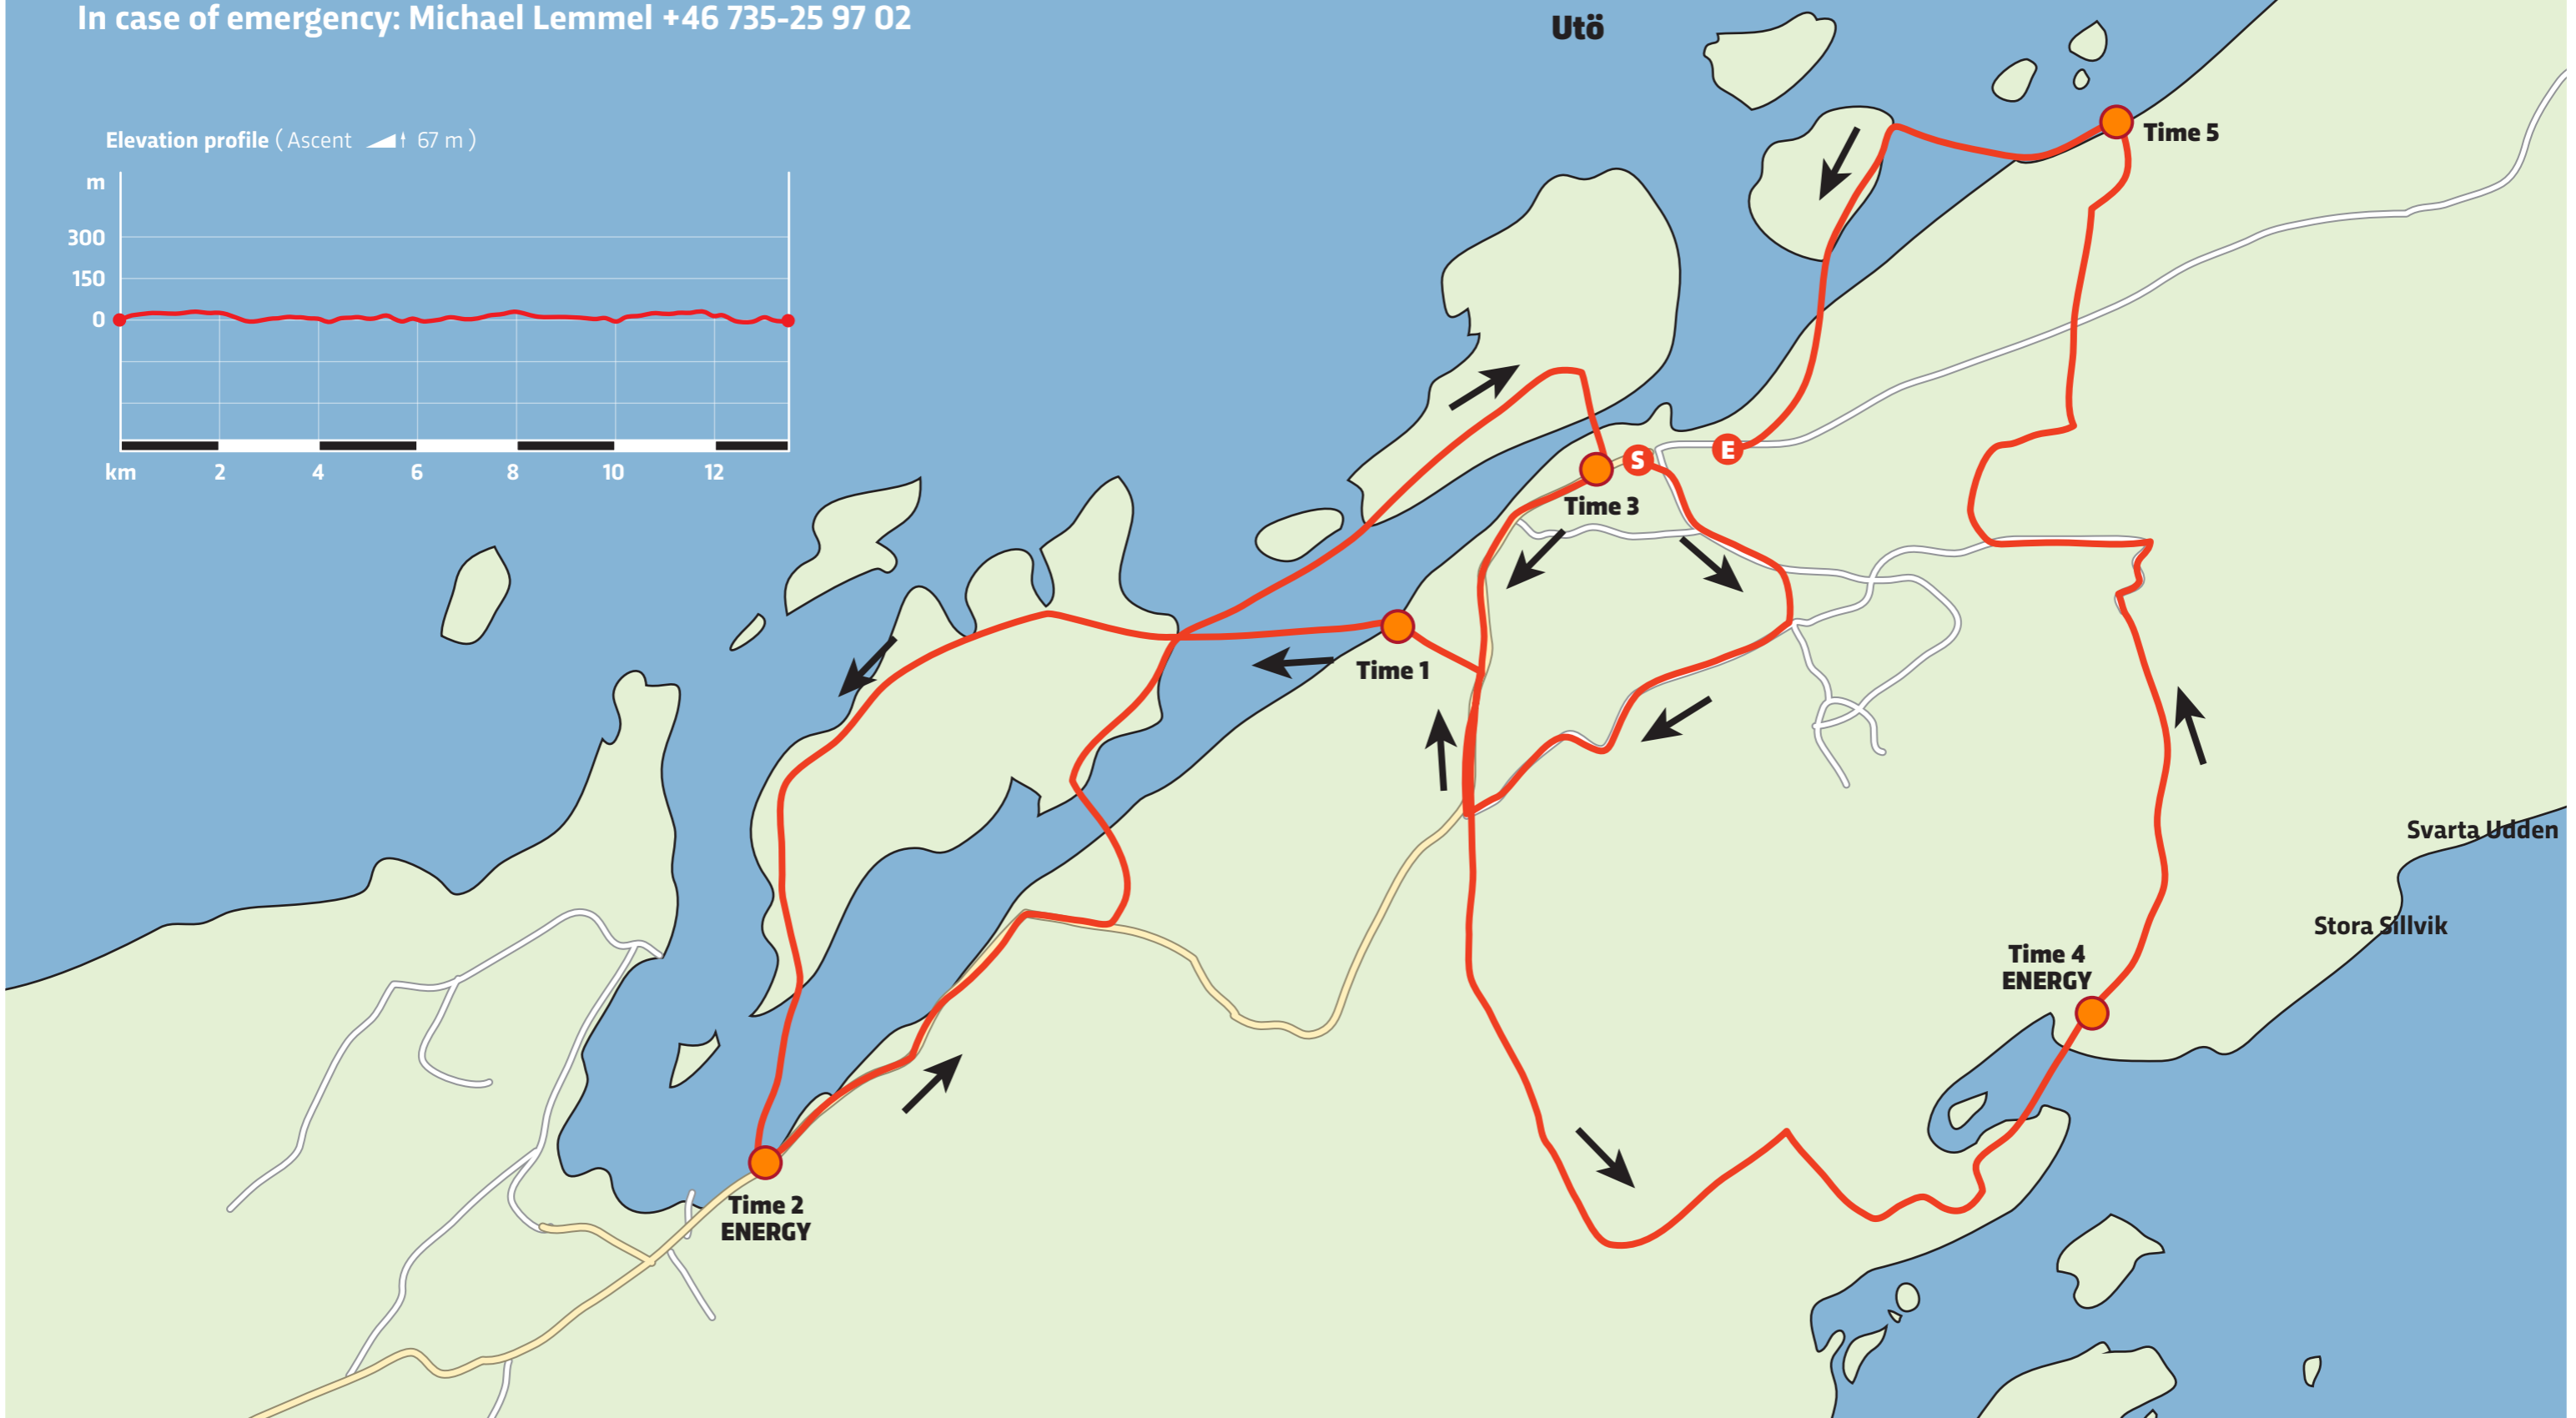 In case of emergency: Michael Lemmel +46 735-25 97 02
Utö
Elevation profile ( Ascent 67 m )
m
300
150
0
km 2 4 6 8 10 12
Time 5
E
S
Time 3
Time 1
Svarta Udden
Stora Sillvik
Time 4
ENERGY
Time 2
ENERGY